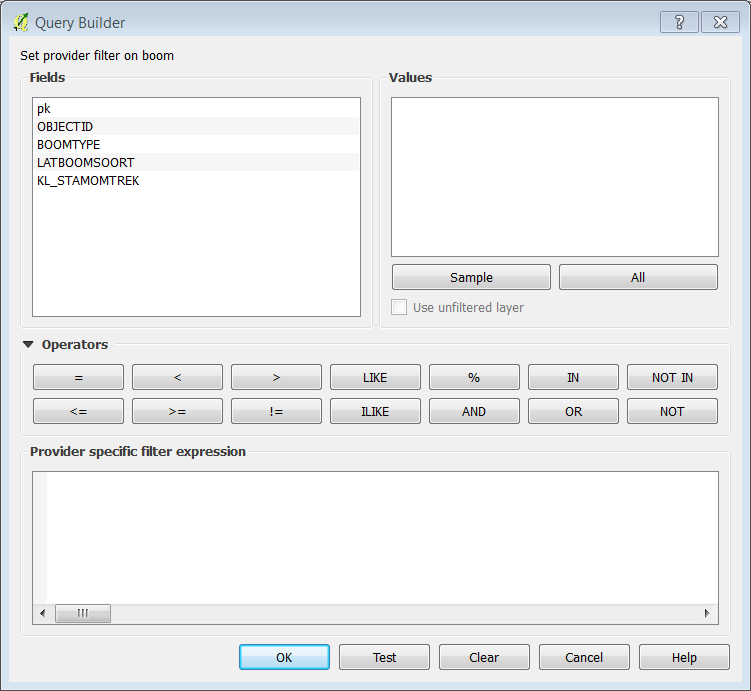 Query Builder
Set provider filter on boom
Fields
pk
OBJECTID
BOOMTYPE
LATBOOMSOORT
KL_STAMOMTREK
Values
Sample All
Use unfiltered layer
Operators
= < > LIKE % IN NOT IN
<= >= != ILIKE AND OR NOT
Provider specific filter expression
OK Test Clear Cancel Help